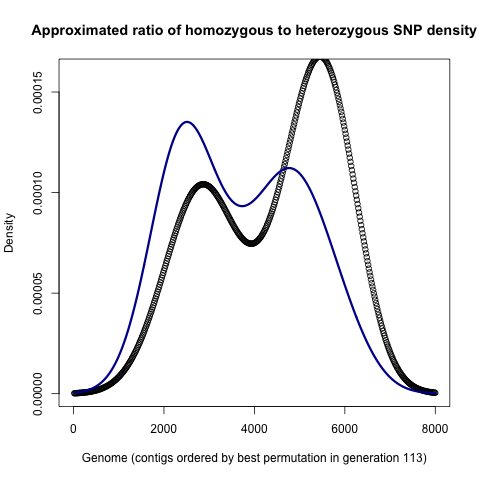 Approximated ratio of homozygous to heterozygous SNP density
Density
0.00000
0.00005
0.00010
0.00015
0 2000 4000 6000 8000
Genome (contigs ordered by best permutation in generation 113)